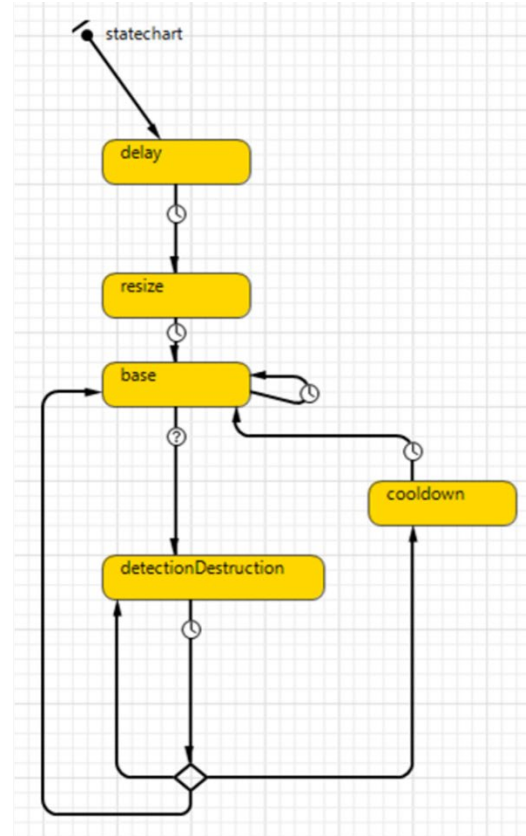 statechart
delay
resize
base
?
cooldown
detectionDestruction